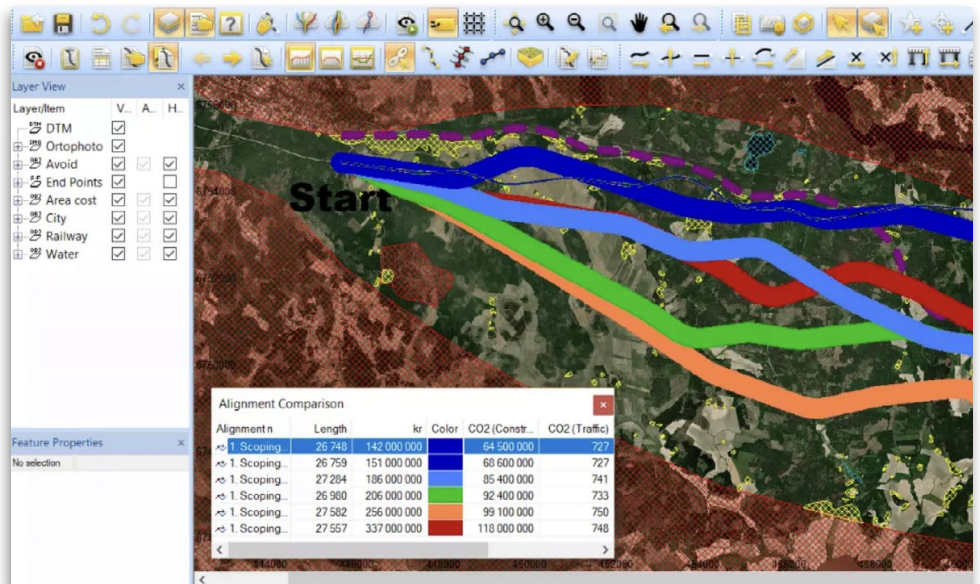 Layer View ×
Layer/Item V... A... H...
DTM
Ortophoto
Avoid
End Points
Area cost
City
Railway
Water
Feature Properties ×
No selection
Start
Alignment Comparison ×
Alignment n Length kr Color CO2 (Constr... CO2 (Traffic)
1. Scoping... 26 748 142 000 000 64 500 000 727
1. Scoping... 26 759 151 000 000 68 600 000 727
1. Scoping... 27 284 186 000 000 85 400 000 741
1. Scoping... 26 980 206 000 000 92 400 000 733
1. Scoping... 27 582 256 000 000 99 100 000 750
1. Scoping... 27 557 337 000 000 118 000 000 748